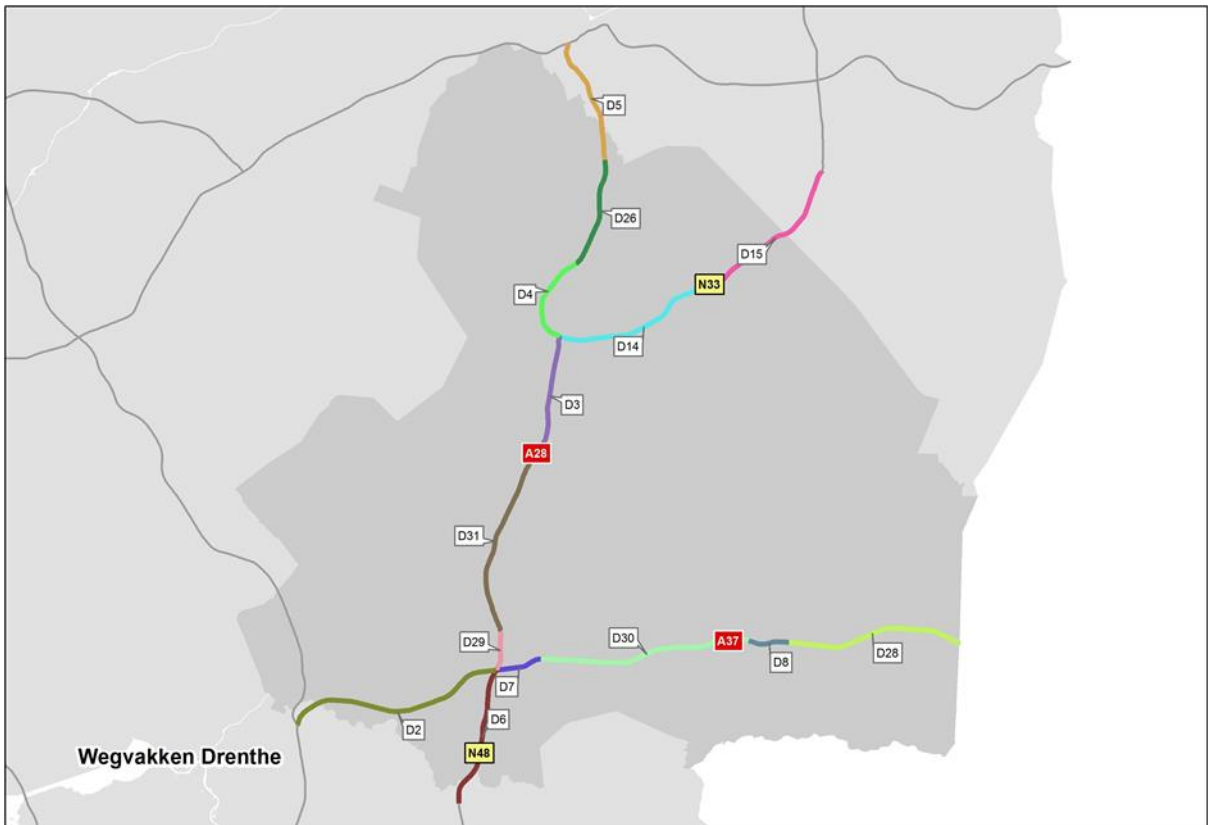 D5
D26
D15
N33
D4
D14
D3
A28
D31
D29
D30
A37
D8
D28
D7
D2
D6
N48
Wegvakken Drenthe